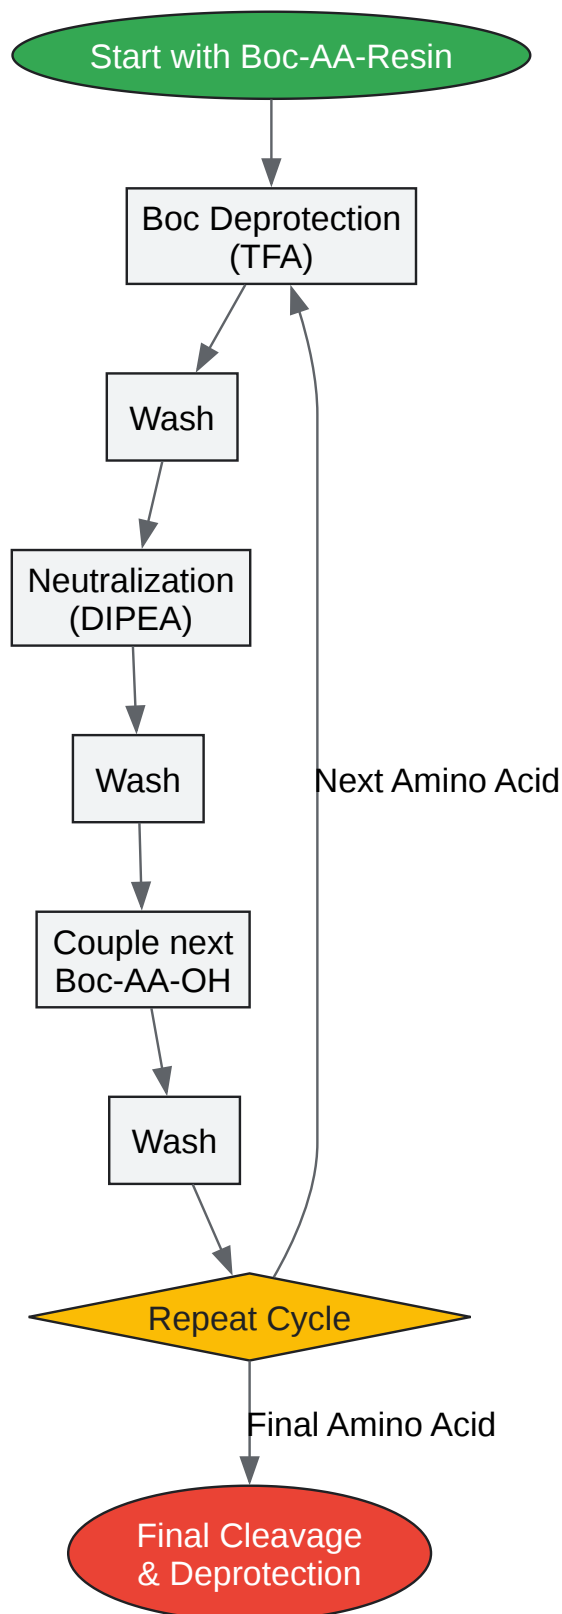 Start with Boc-AA-Resin
Boc Deprotection
(TFA)
Wash
Neutralization
(DIPEA)
Wash
Next Amino Acid
Couple next
Boc-AA-OH
Wash
Repeat Cycle
Final Amino Acid
Final Cleavage
& Deprotection